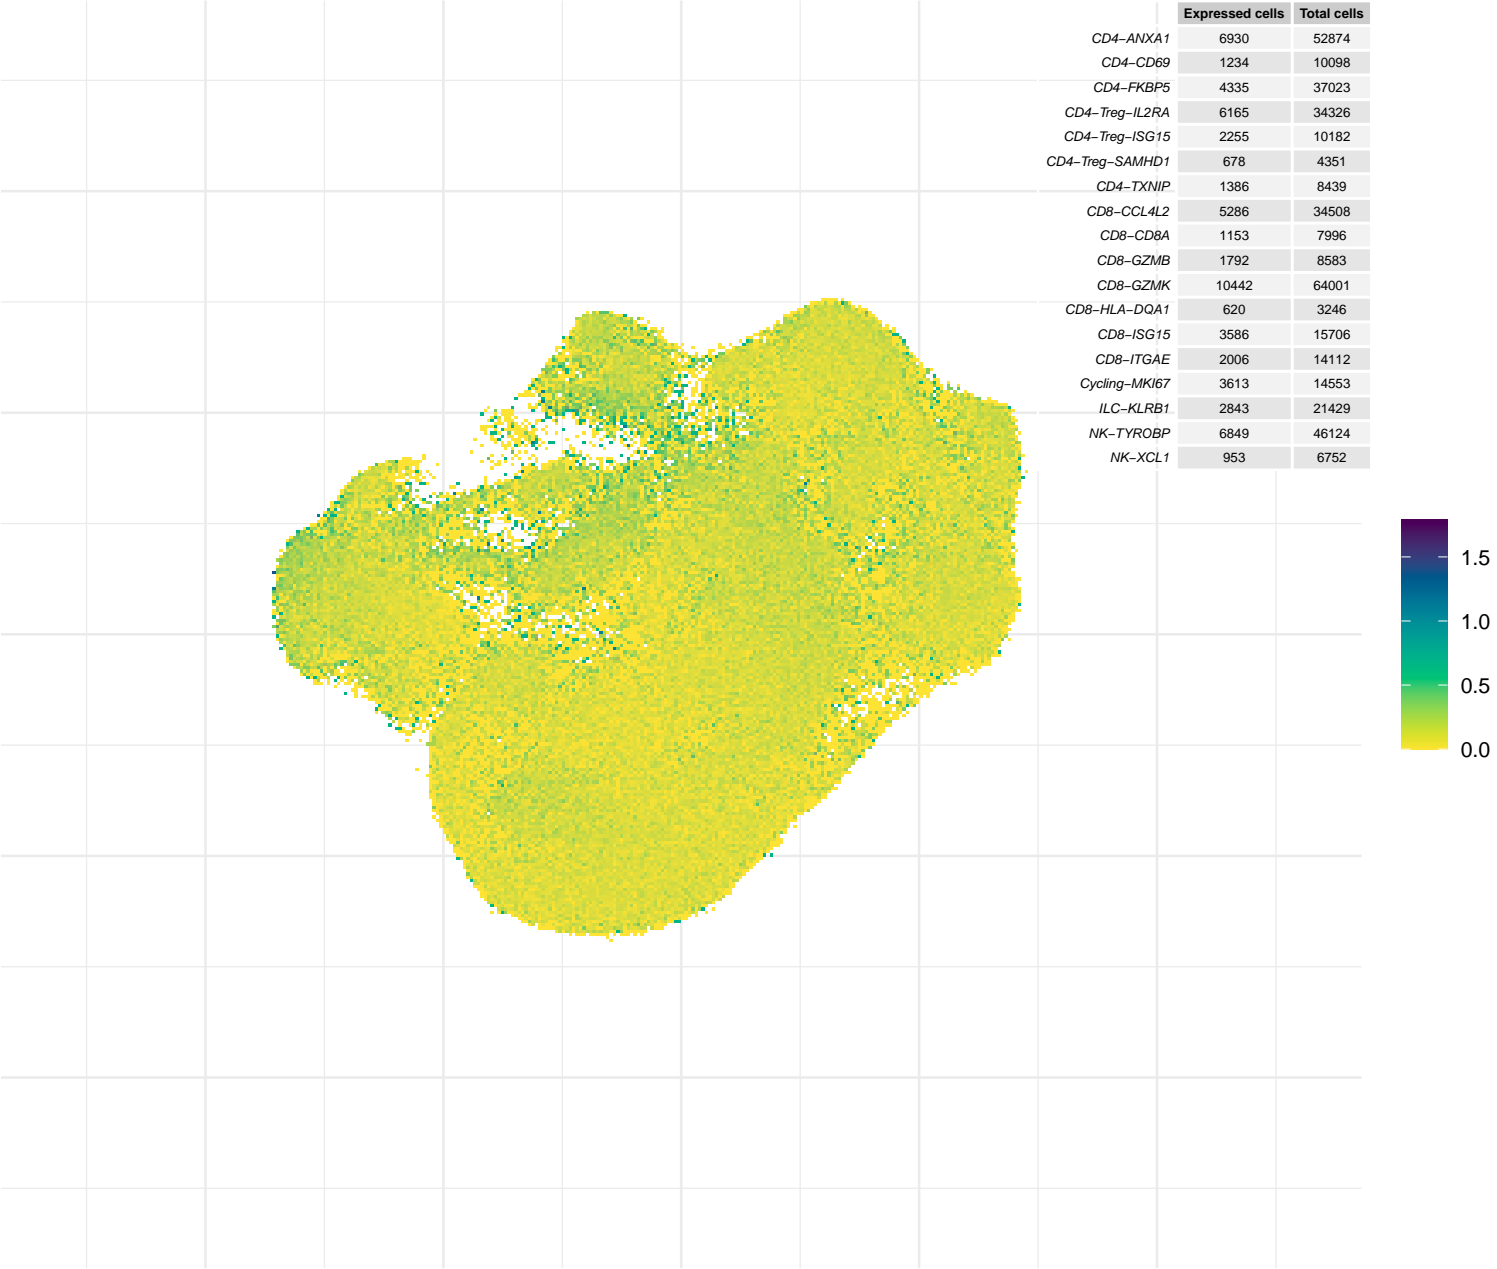 Expressed cells Total cells
CD4−ANXA1 6930 52874
CD4−CD69 1234 10098
CD4−FKBP5 4335 37023
CD4−Treg−IL2RA 6165 34326
CD4−Treg−ISG15 2255 10182
CD4−Treg−SAMHD1 678 4351
CD4−TXNIP 1386 8439
CD8−CCL4L2 5286 34508
CD8−CD8A 1153 7996
CD8−GZMB 1792 8583
CD8−GZMK 10442 64001
CD8−HLA−DQA1 620 3246
CD8−ISG15 3586 15706
CD8−ITGAE 2006 14112
Cycling−MKI67 3613 14553
ILC−KLRB1 2843 21429
NK−TYROBP 6849 46124
NK−XCL1 953 6752
1.5
1.0
0.5
0.0